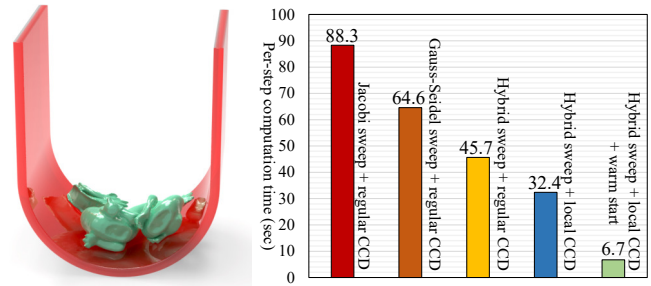 Per-step computation time (sec)
100
90
80
70
60
50
40
30
20
10
0
88.3
Jacobi sweep + regular CCD
64.6
Gauss-Seidel sweep + regular CCD
45.7
Hybrid sweep + regular CCD
32.4
Hybrid sweep + local CCD
6.7
Hybrid sweep + local CCD
+ warm start